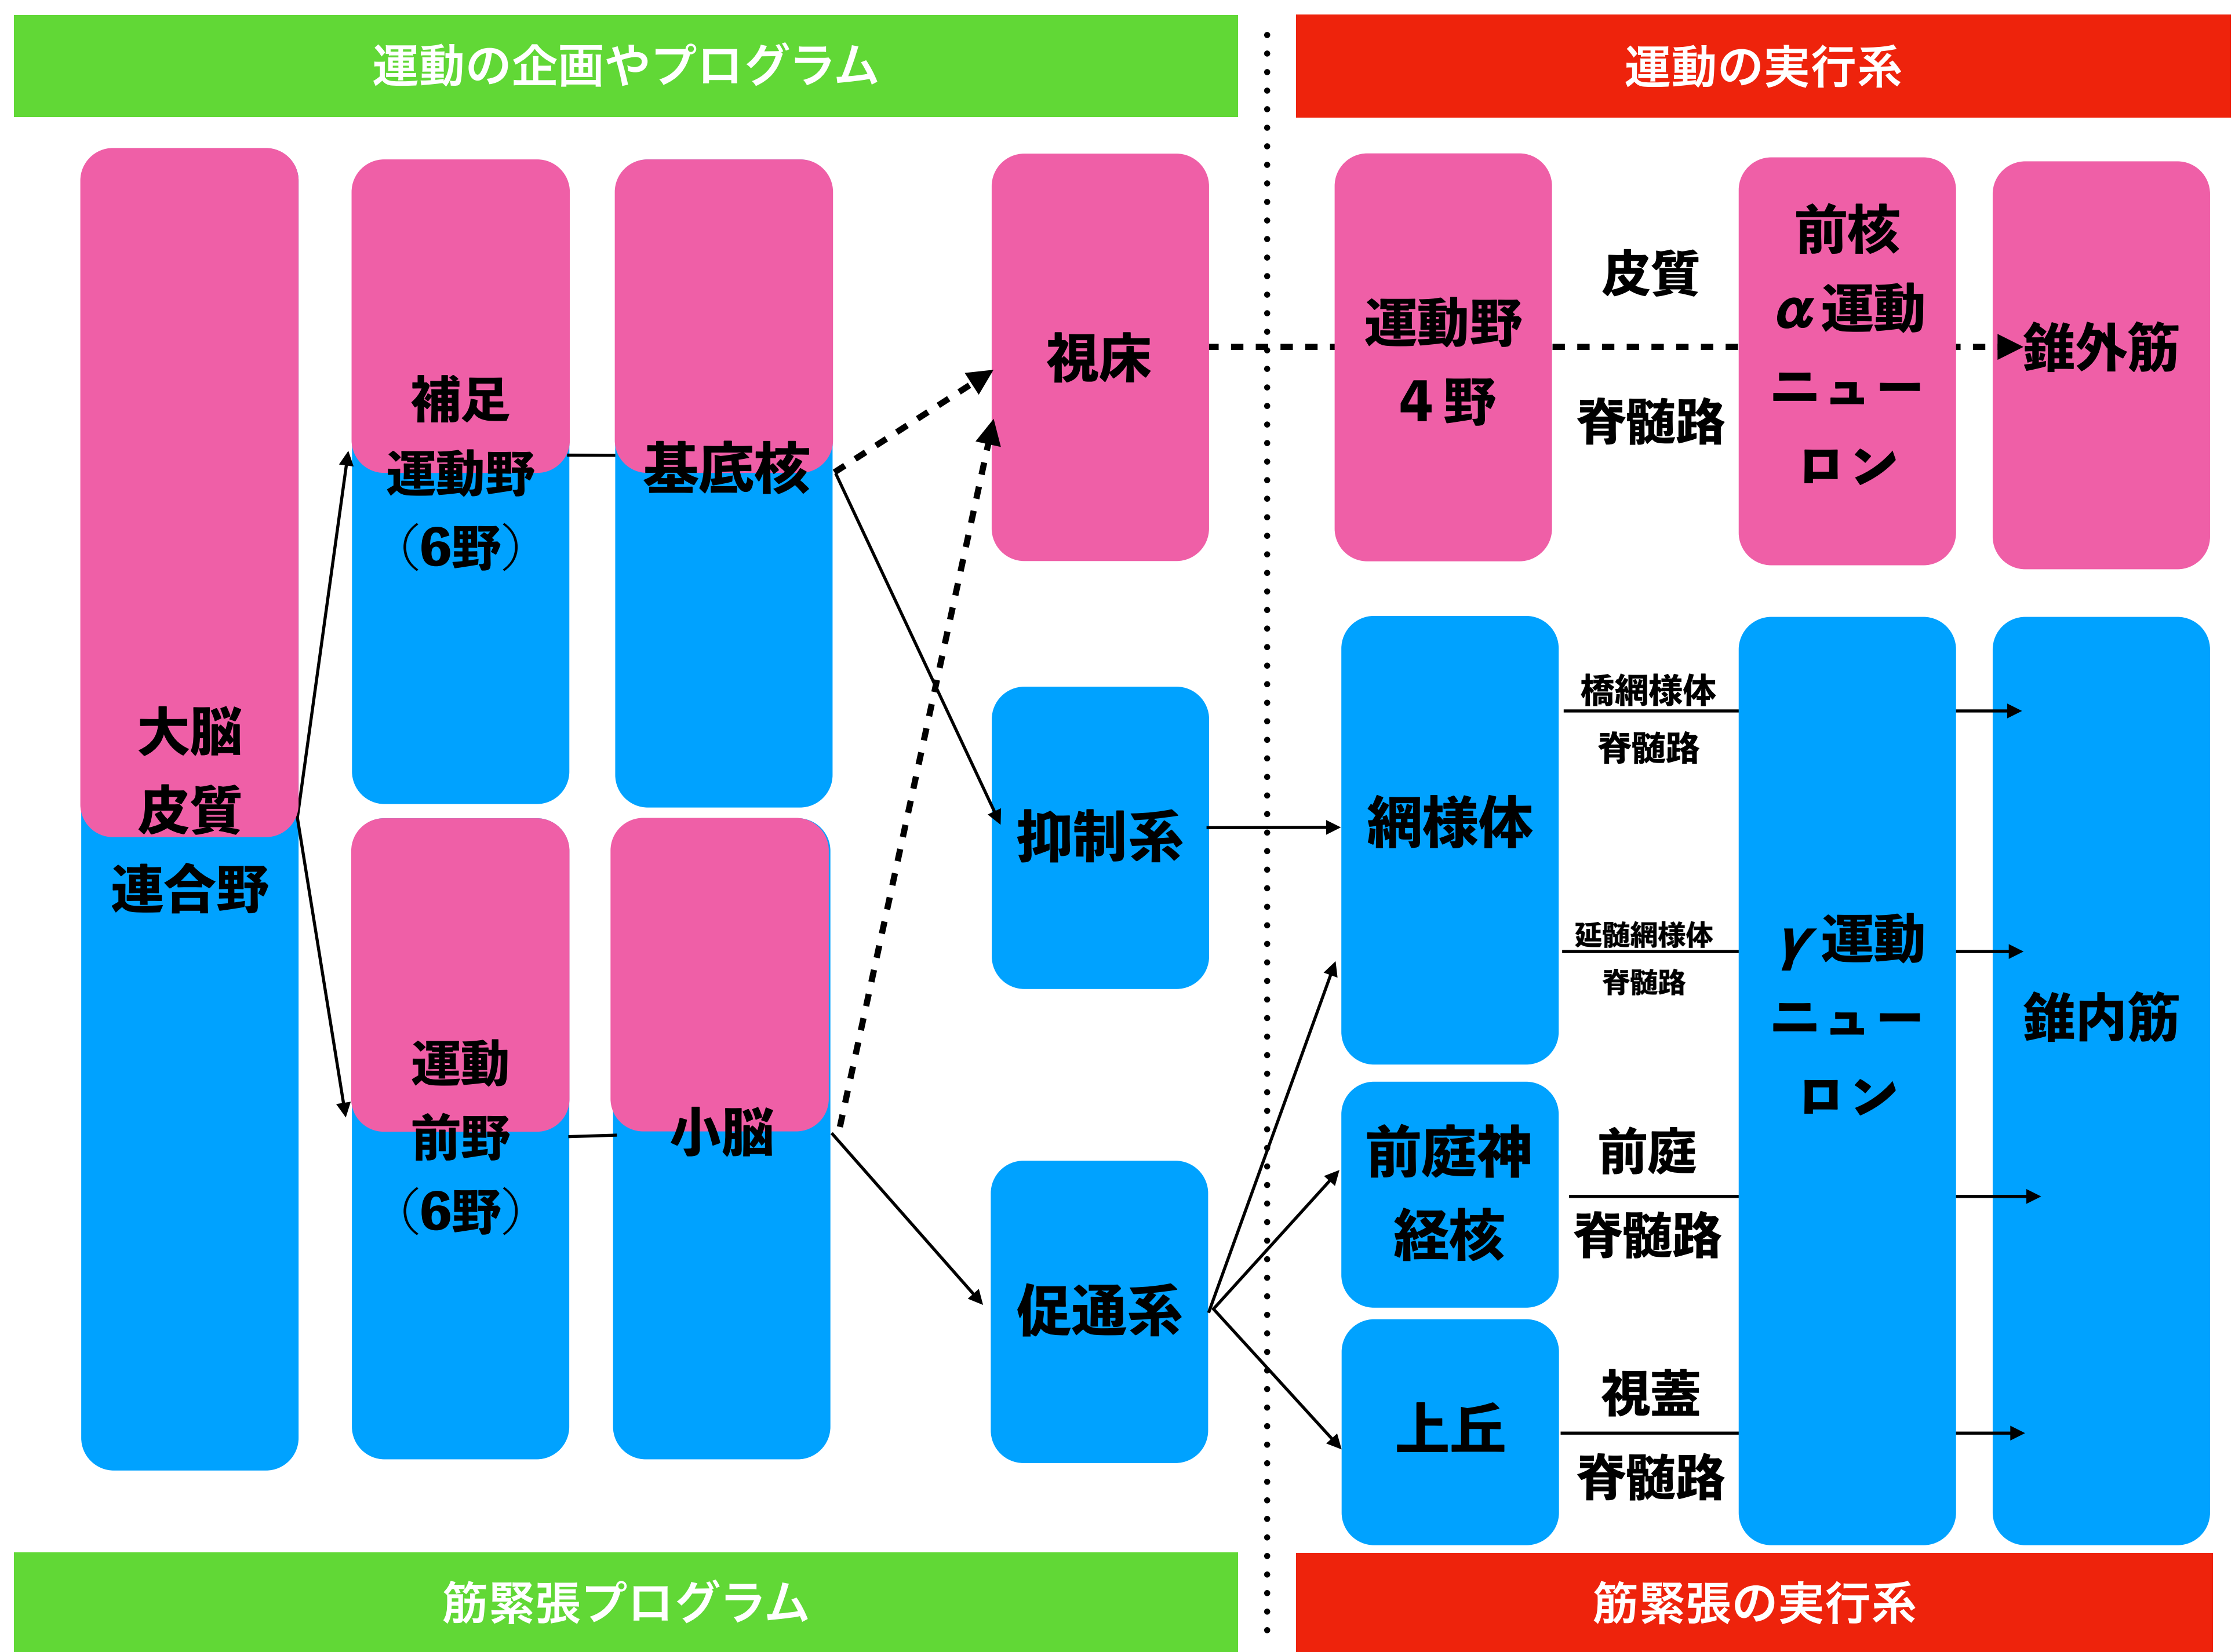 運動の企画やプログラム
運動の実行系
大脳
皮質
連合野
補足
運動野
（6野）
基底核
運動
前野
（6野）
小脳
視床
抑制系
促通系
運動野
４野
皮質
脊髄路
前核
α運動
ニュー
ロン
錐外筋
網様体
橋網様体
脊髄路
延髄網様体
脊髄路
前庭神
経核
前庭
脊髄路
上丘
視蓋
脊髄路
γ運動
ニュー
ロン
錐内筋
筋緊張プログラム
筋緊張の実行系